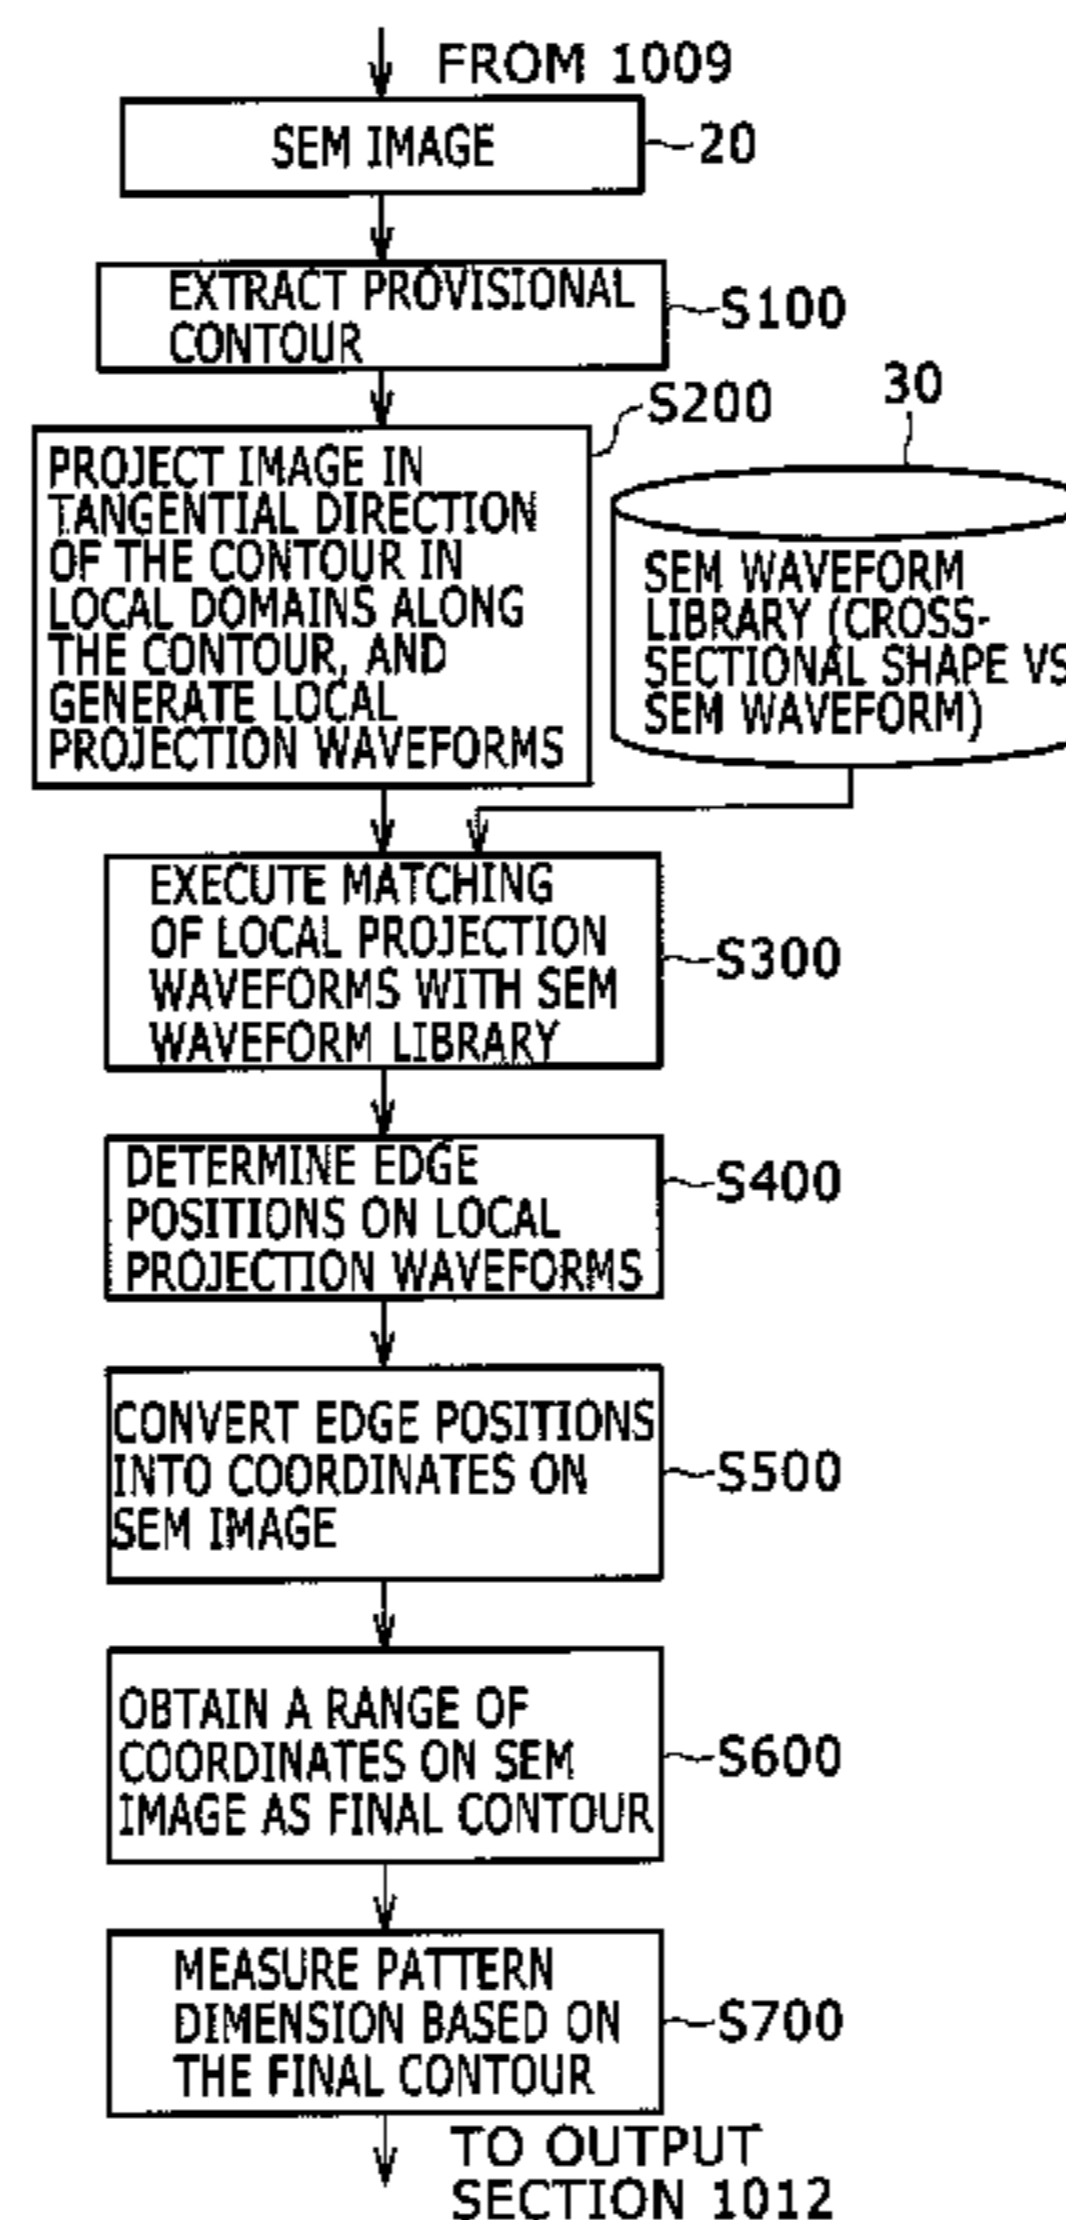 FROM 1009
SEM IMAGE
20
EXTRACT PROVISIONAL
CONTOUR
S100
S200
PROJECT IMAGE IN
TANGENTIAL DIRECTION
OF THE CONTOUR IN
LOCAL DOMAINS ALONG
THE CONTOUR, AND
GENERATE LOCAL
PROJECTION WAVEFORMS
30
SEM WAVEFORM
LIBRARY (CROSS-
SECTIONAL SHAPE VS
SEM WAVEFORM)
EXECUTE MATCHING
OF LOCAL PROJECTION
WAVEFORMS WITH SEM
WAVEFORM LIBRARY
S300
DETERMINE EDGE
POSITIONS ON LOCAL
PROJECTION WAVEFORMS
S400
CONVERT EDGE POSITIONS
INTO COORDINATES ON
SEM IMAGE
S500
OBTAIN A RANGE OF
COORDINATES ON SEM
IMAGE AS FINAL CONTOUR
S600
MEASURE PATTERN
DIMENSION BASED ON
THE FINAL CONTOUR
S700
TO OUTPUT
SECTION 1012